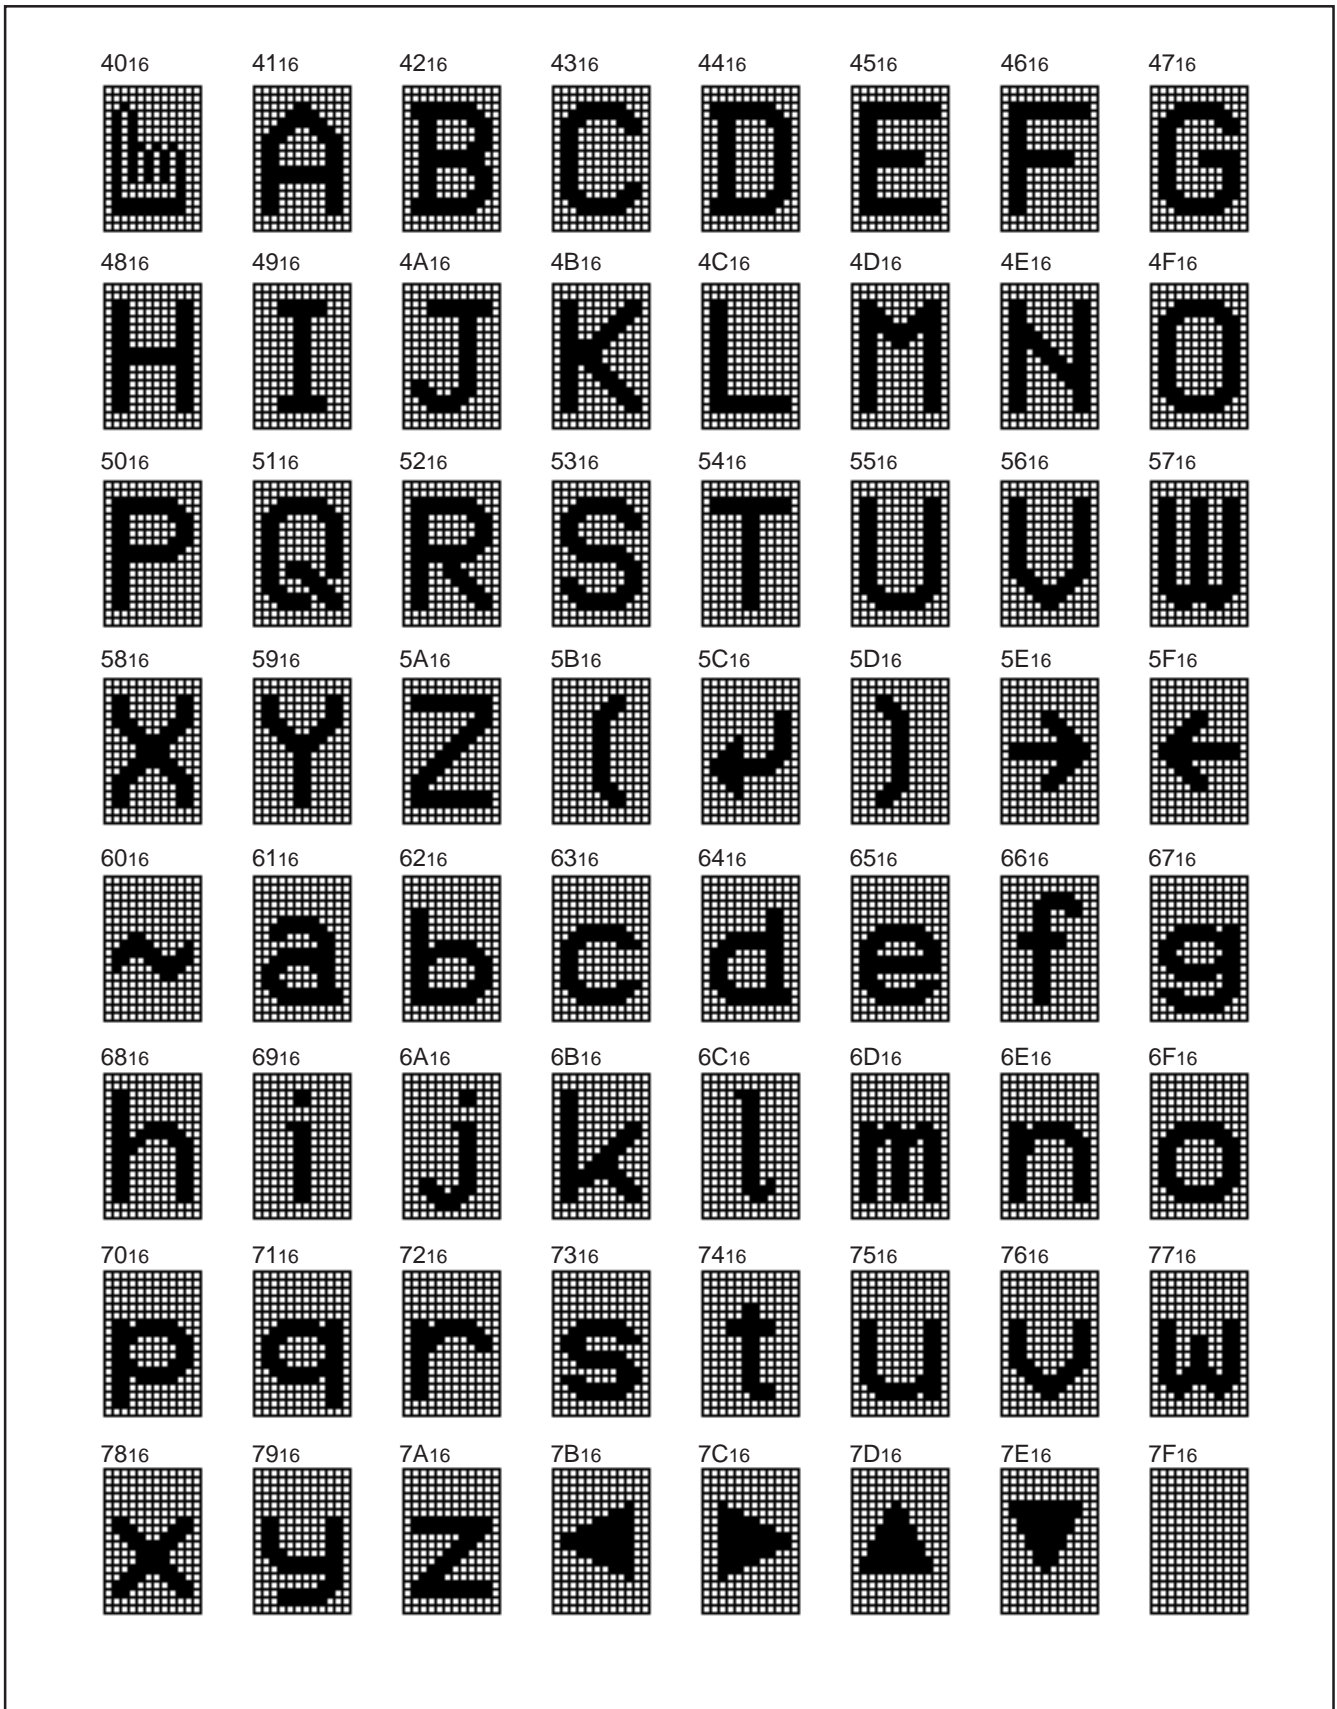 4016 4116 4216 4316 4416 4516 4616 4716
A B C D E F G
4816 4916 4A16 4B16 4C16 4D16 4E16 4F16
H I J K L M N O
5016 5116 5216 5316 5416 5516 5616 5716
P Q R S T U V W
5816 5916 5A16 5B16 5C16 5D16 5E16 5F16
X Y Z ( ↲ ) → ←
6016 6116 6216 6316 6416 6516 6616 6716
~ a b c d e f g
6816 6916 6A16 6B16 6C16 6D16 6E16 6F16
h i j k l m n o
7016 7116 7216 7316 7416 7516 7616 7716
p q r s t u v w
7816 7916 7A16 7B16 7C16 7D16 7E16 7F16
x y z ◀ ▶ ▲ ▼